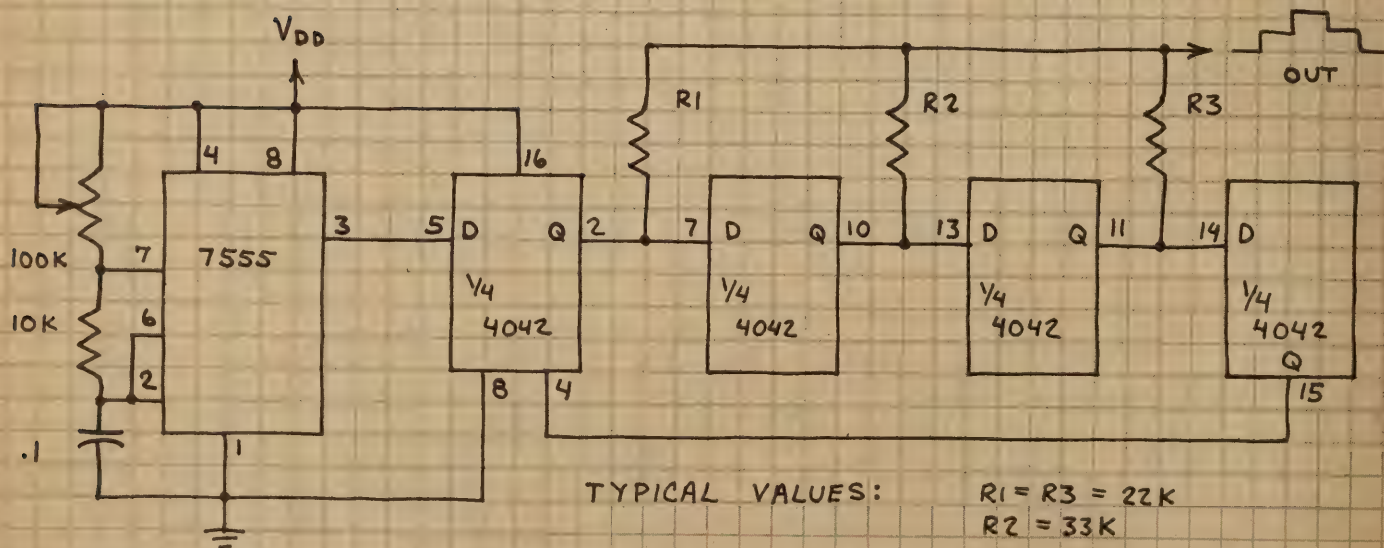 VDD
R1
R2
R3
OUT
4
8
16
100K
7
7555
3
5
D
Q
2
7
D
Q
10
13
D
Q
11
14
D
10K
6
1/4
4042
1/4
4042
1/4
4042
1/4
4042
Q
2
8
4
15
.1
1
TYPICAL VALUES: R1 = R3 = 22K
R2 = 33K